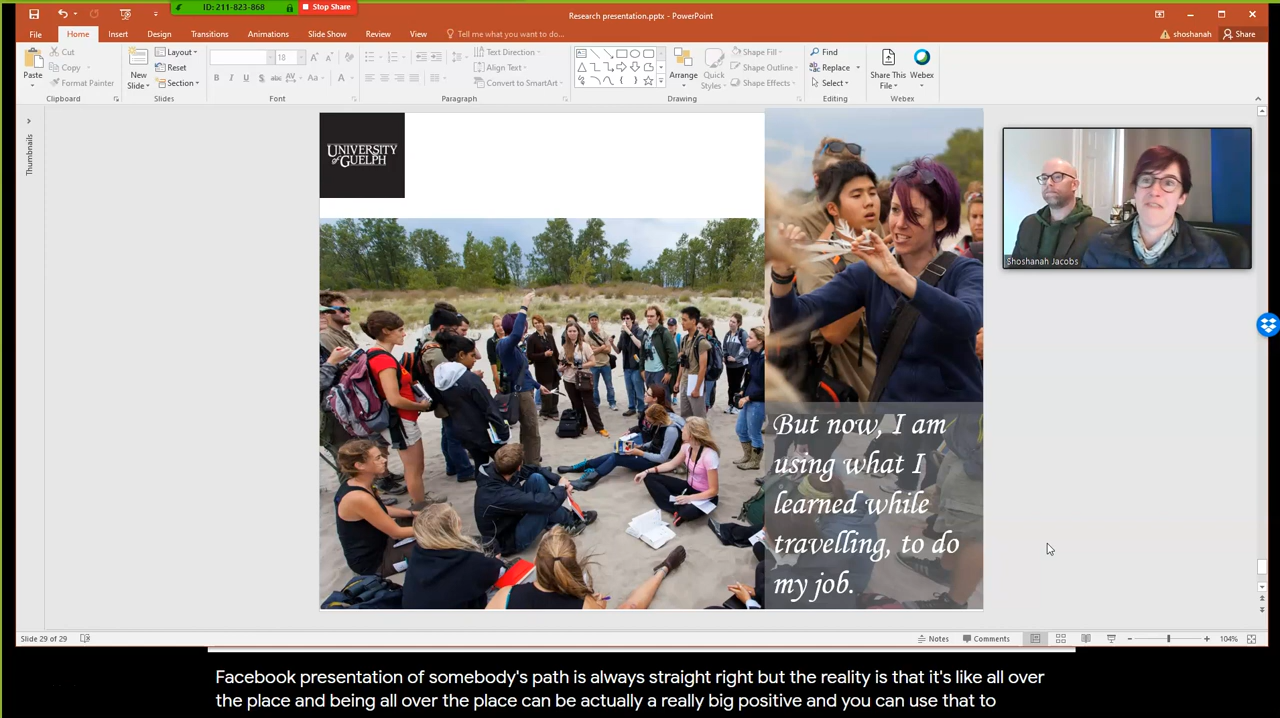 ID: 211-823-868
Stop Share
Research presentation.pptx - PowerPoint
File
Home
Insert
Design
Transitions
Animations
Slide Show
Review
View
Tell me what you want to do...
shoshanah
Share
Paste
Cut
Copy
Format Painter
Clipboard
New
Slide
Layout
Reset
Section
Slides
18
Font
Text Direction
Align Text
Convert to SmartArt
Paragraph
Arrange
Quick
Styles
Shape Fill
Shape Outline
Shape Effects
Drawing
Find
Replace
Select
Editing
Share This
File
Webex
Webex
Thumbnails
UNIVERSITY
of GUELPH
Shoshanah Jacobs
But now, I am
using what I
learned while
travelling, to do
my job.
Slide 29 of 29
Notes
Comments
104%
Facebook presentation of somebody's path is always straight right but the reality is that it's like all over
the place and being all over the place can be actually a really big positive and you can use that to